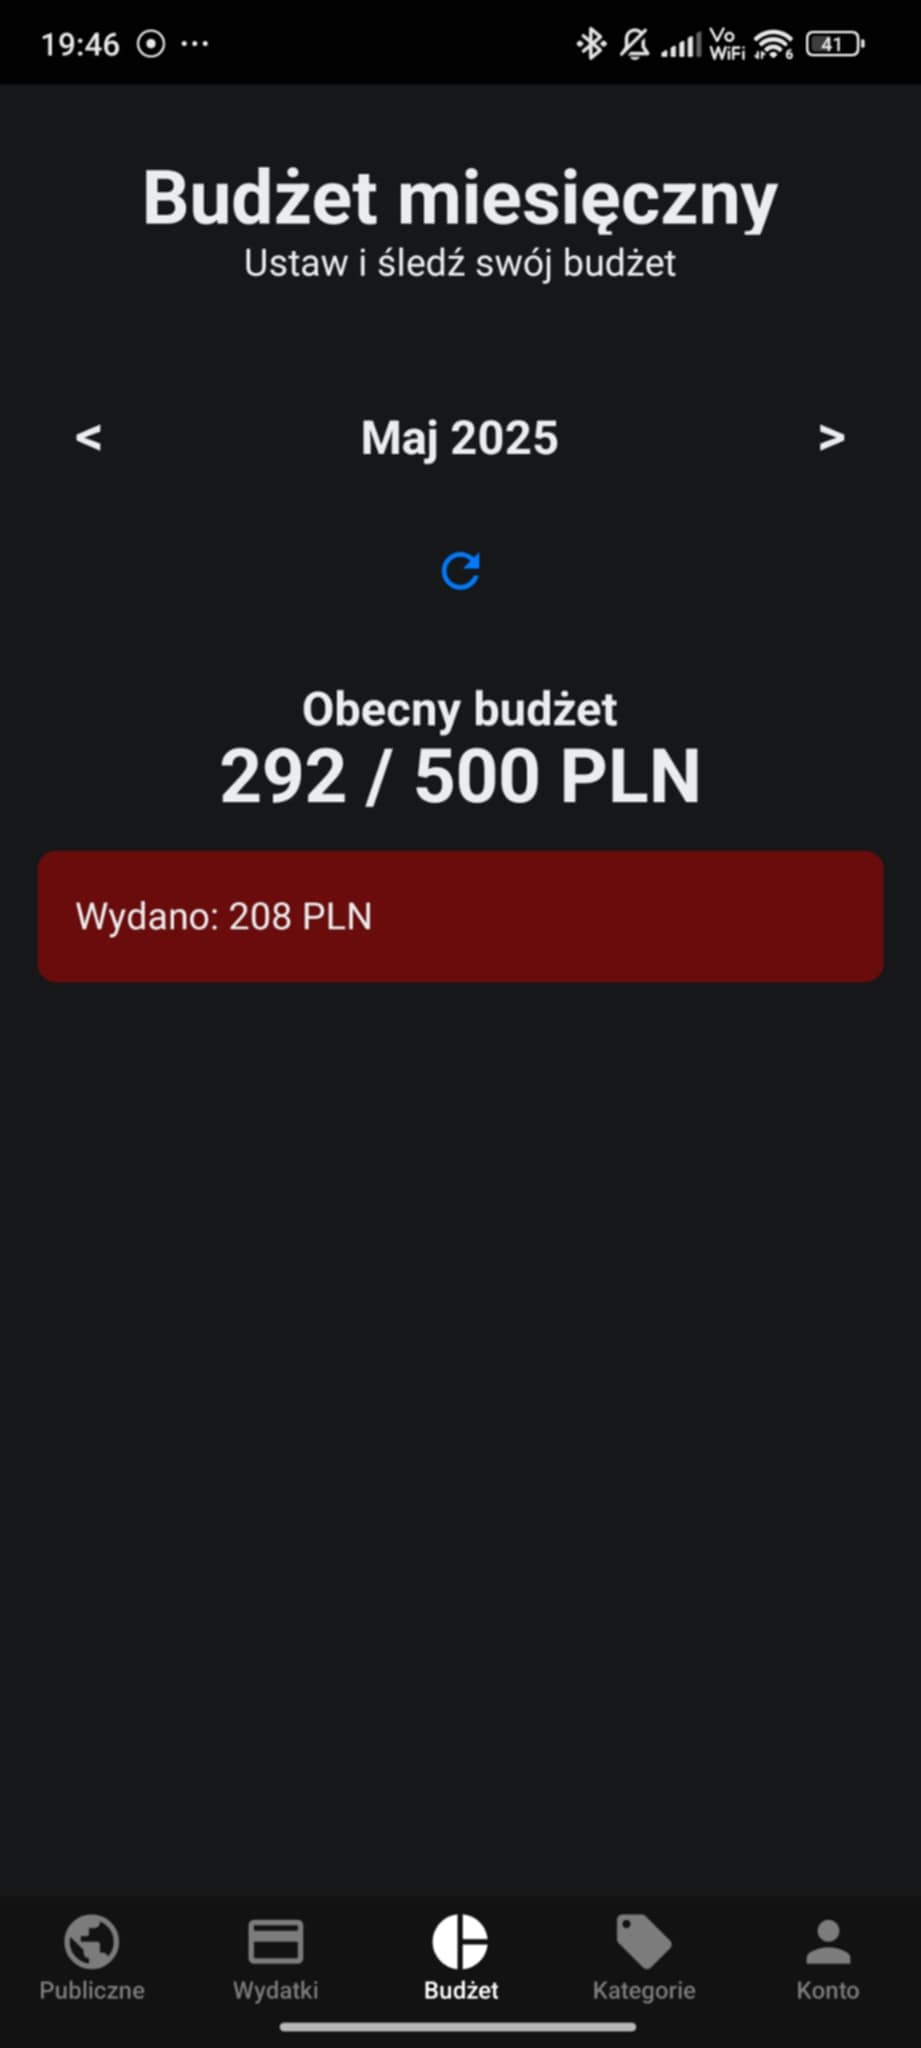 19:46
Vo
WiFi
6
41
Budżet miesięczny
Ustaw i śledź swój budżet
< Maj 2025 >
Obecny budżet
292 / 500 PLN
Wydano: 208 PLN
Publiczne Wydatki Budżet Kategorie Konto